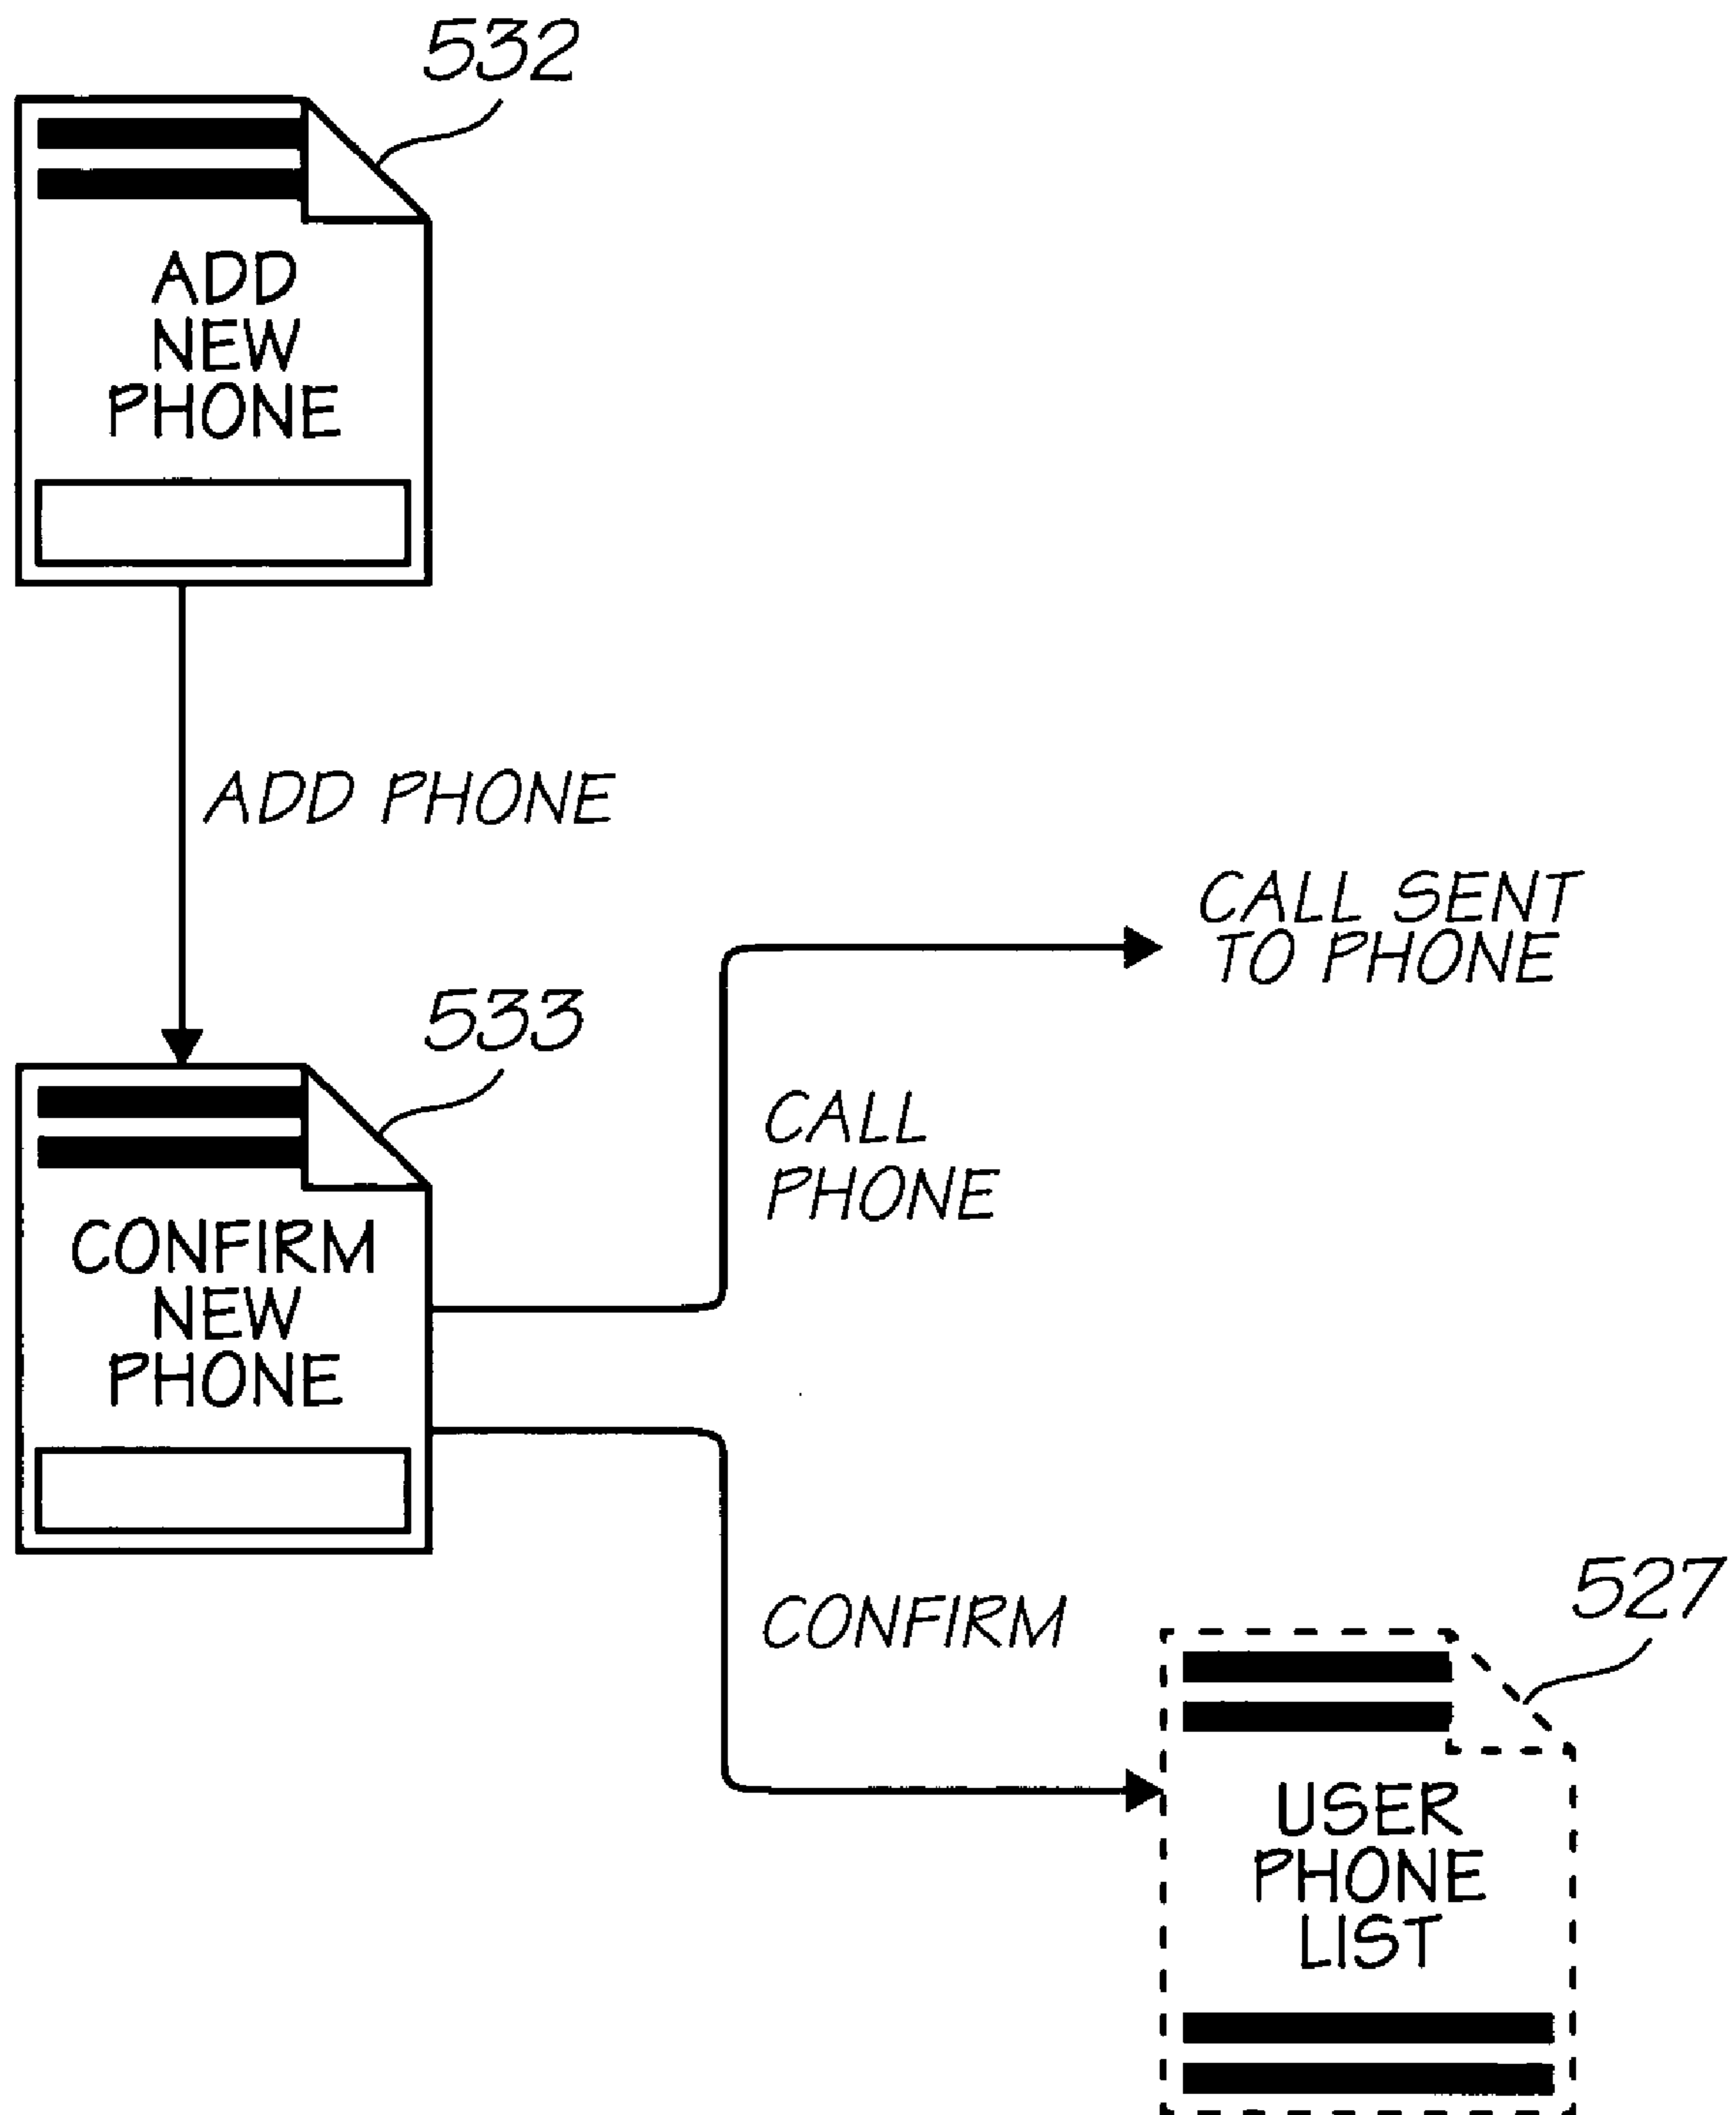 532
ADD
NEW
PHONE
ADD PHONE
CALL SENT
TO PHONE
533
CALL
PHONE
CONFIRM
NEW
PHONE
CONFIRM
527
USER
PHONE
LIST